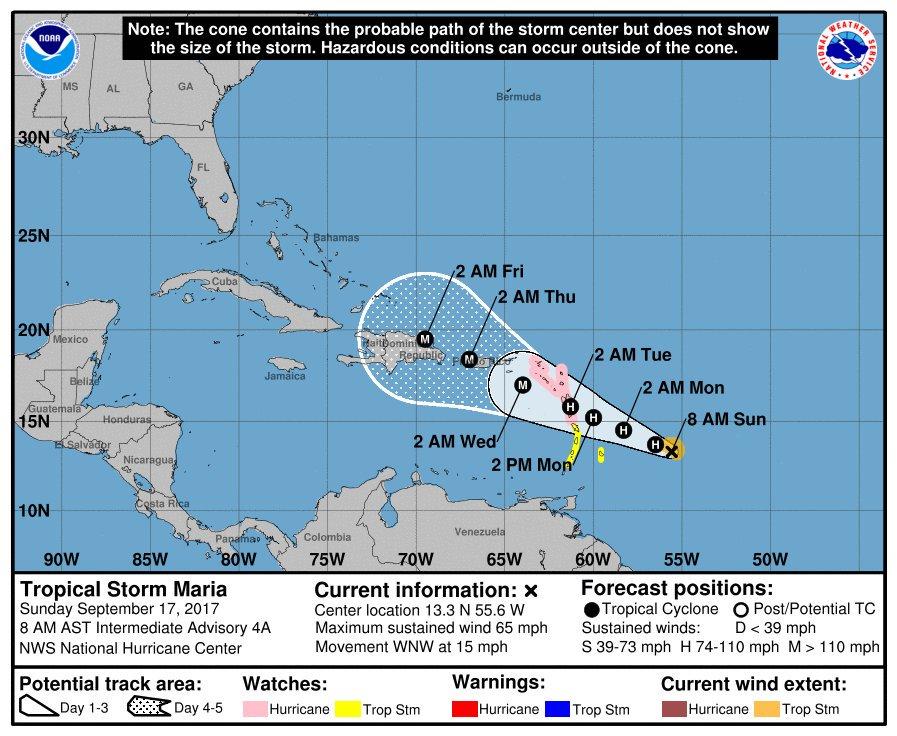 Note: The cone contains the probable path of the storm center but does not show
the size of the storm. Hazardous conditions can occur outside of the cone.
NOAA
NATIONAL WEATHER SERVICE
MS
AL
GA
Bermuda
30N
FL
25N
Bahamas
2 AM Fri
Cuba
2 AM Thu
20N
M
Mexico
Haiti
Dominican
Republic
M
Puerto Rico
2 AM Tue
Jamaica
Belize
M
2 AM Mon
H
Guatemala
Honduras
15N
H
H
8 AM Sun
2 AM Wed
El Salvador
H
Nicaragua
2 PM Mon
Costa Rica
10N
Panama
Colombia
Venezuela
90W 85W 80W 75W 70W 65W 60W 55W 50W
Tropical Storm Maria
Sunday September 17, 2017
8 AM AST Intermediate Advisory 4A
NWS National Hurricane Center
Current information: x
Center location 13.3 N 55.6 W
Maximum sustained wind 65 mph
Movement WNW at 15 mph
Forecast positions:
Tropical Cyclone Post/Potential TC
Sustained winds: D < 39 mph
S 39-73 mph H 74-110 mph M > 110 mph
Potential track area:
Day 1-3 Day 4-5
Watches:
Hurricane Trop Stm
Warnings:
Hurricane Trop Stm
Current wind extent:
Hurricane Trop Stm